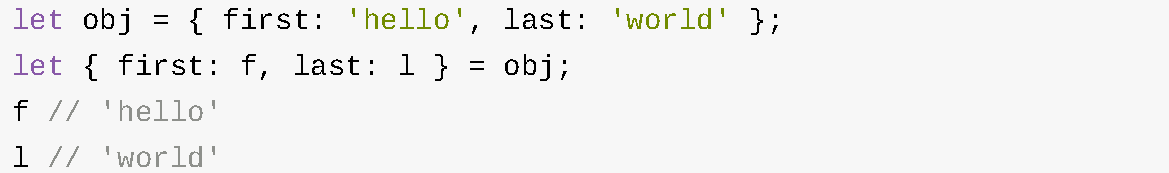 let obj = { first: 'hello', last: 'world' };
let { first: f, last: l } = obj;
f // 'hello'
l // 'world'